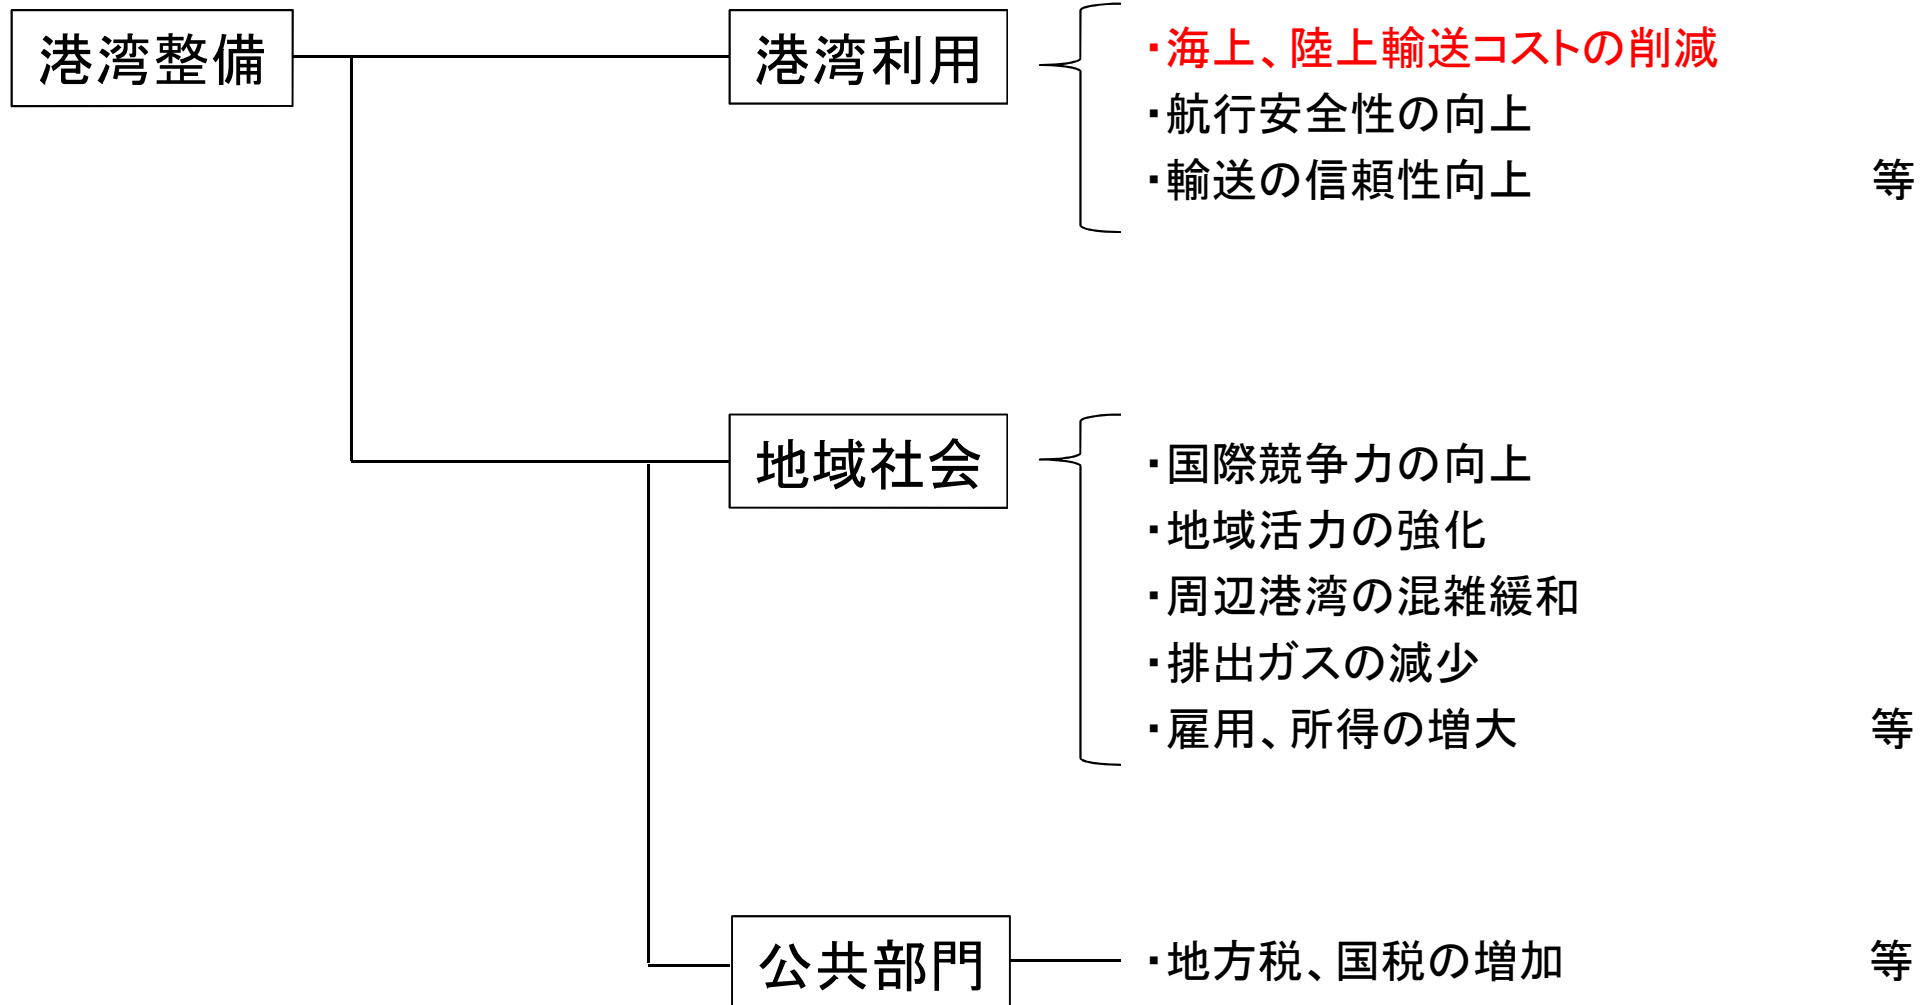 港湾整備
港湾利用
・海上、陸上輸送コストの削減
・航行安全性の向上
・輸送の信頼性向上 等
地域社会
・国際競争力の向上
・地域活力の強化
・周辺港湾の混雑緩和
・排出ガスの減少
・雇用、所得の増大 等
公共部門
・地方税、国税の増加 等